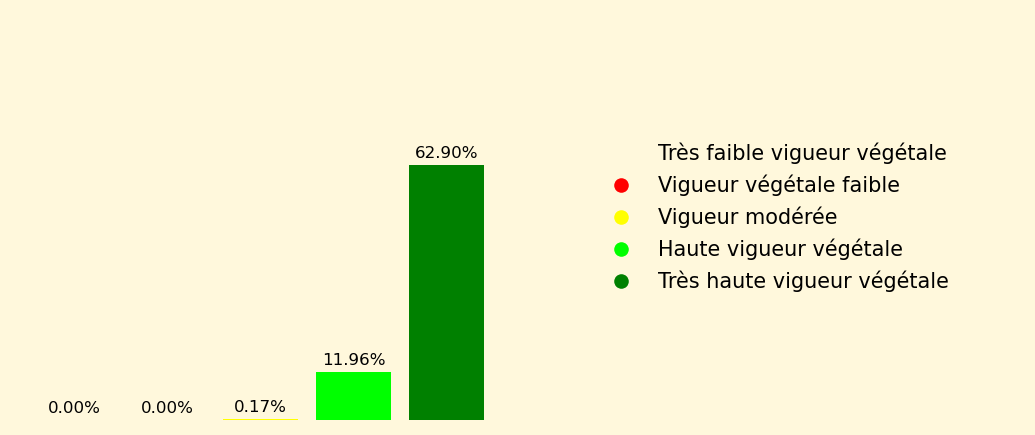 62.90%
11.96%
0.00%
0.00%
0.17%
Très faible vigueur végétale
Vigueur végétale faible
Vigueur modérée
Haute vigueur végétale
Très haute vigueur végétale